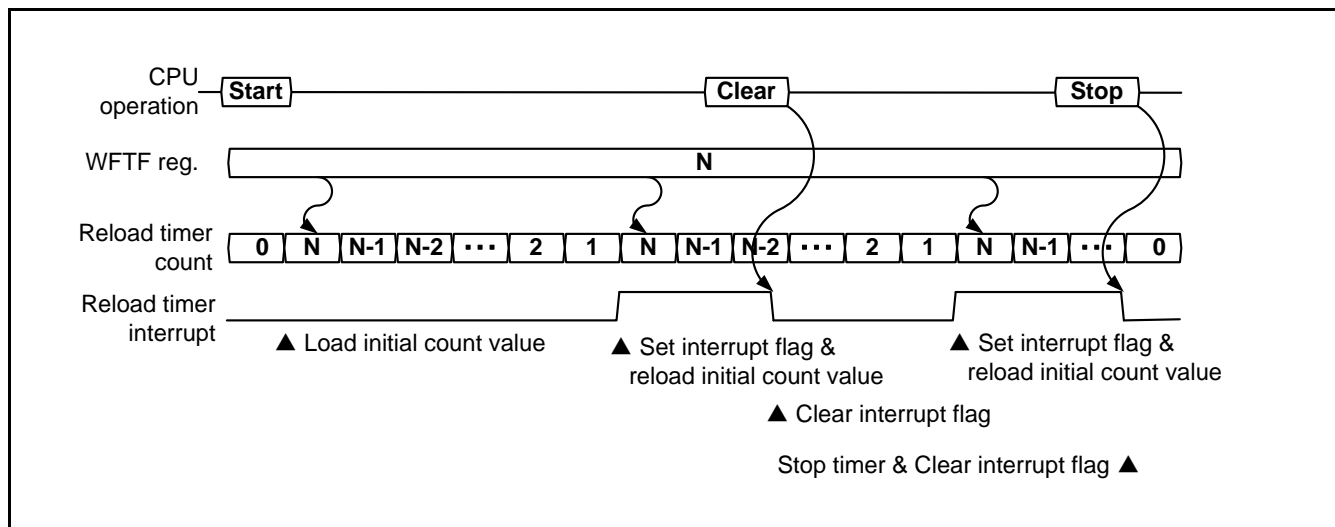 CPU
operation
Start
Clear
Stop
WFTF reg.
N
Reload timer
count
0 N N-1 N-2 ··· 2 1 N N-1 N-2 ··· 2 1 N N-1 ··· 0
Reload timer
interrupt
▲ Load initial count value
▲ Set interrupt flag &
reload initial count value
▲ Set interrupt flag &
reload initial count value
▲ Clear interrupt flag
Stop timer & Clear interrupt flag ▲